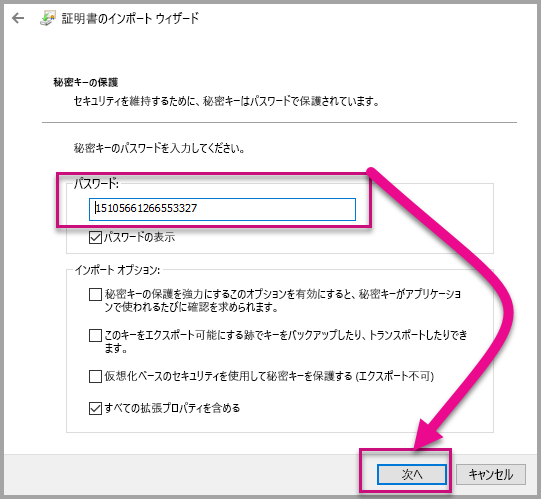 証明書のインポート ウィザード
秘密キーの保護
セキュリティを維持するために、秘密キーはパスワードで保護されています。
秘密キーのパスワードを入力してください。
パスワード:
15105661266553327
パスワードの表示
インポート オプション:
秘密キーの保護を強力にするこのオプションを有効にすると、秘密キーがアプリケーショ
ンで使われるたびに確認を求められます。
このキーをエクスポート可能にする跡でキーをバックアップしたり、トランスポートしたりでき
ます。
仮想化ベースのセキュリティを使用して秘密キーを保護する (エクスポート不可)
すべての拡張プロパティを含める
次へ
キャンセル